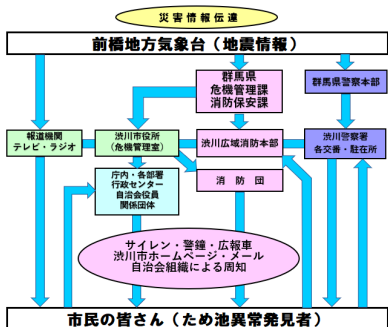 災害情報伝達
前橋地方気象台（地震情報）
群馬県
危機管理課
消防保安課
群馬県警察本部
報道機関
テレビ・ラジオ
渋川市役所
（危機管理室）
渋川広域消防本部
渋川警察署
各交番・駐在所
庁内・各部署
行政センター
自治会役員
関係団体
消防団
サイレン・警鐘・広報車
渋川市ホームページ・メール
自治会組織による周知
市民の皆さん（ため池異常発見者）